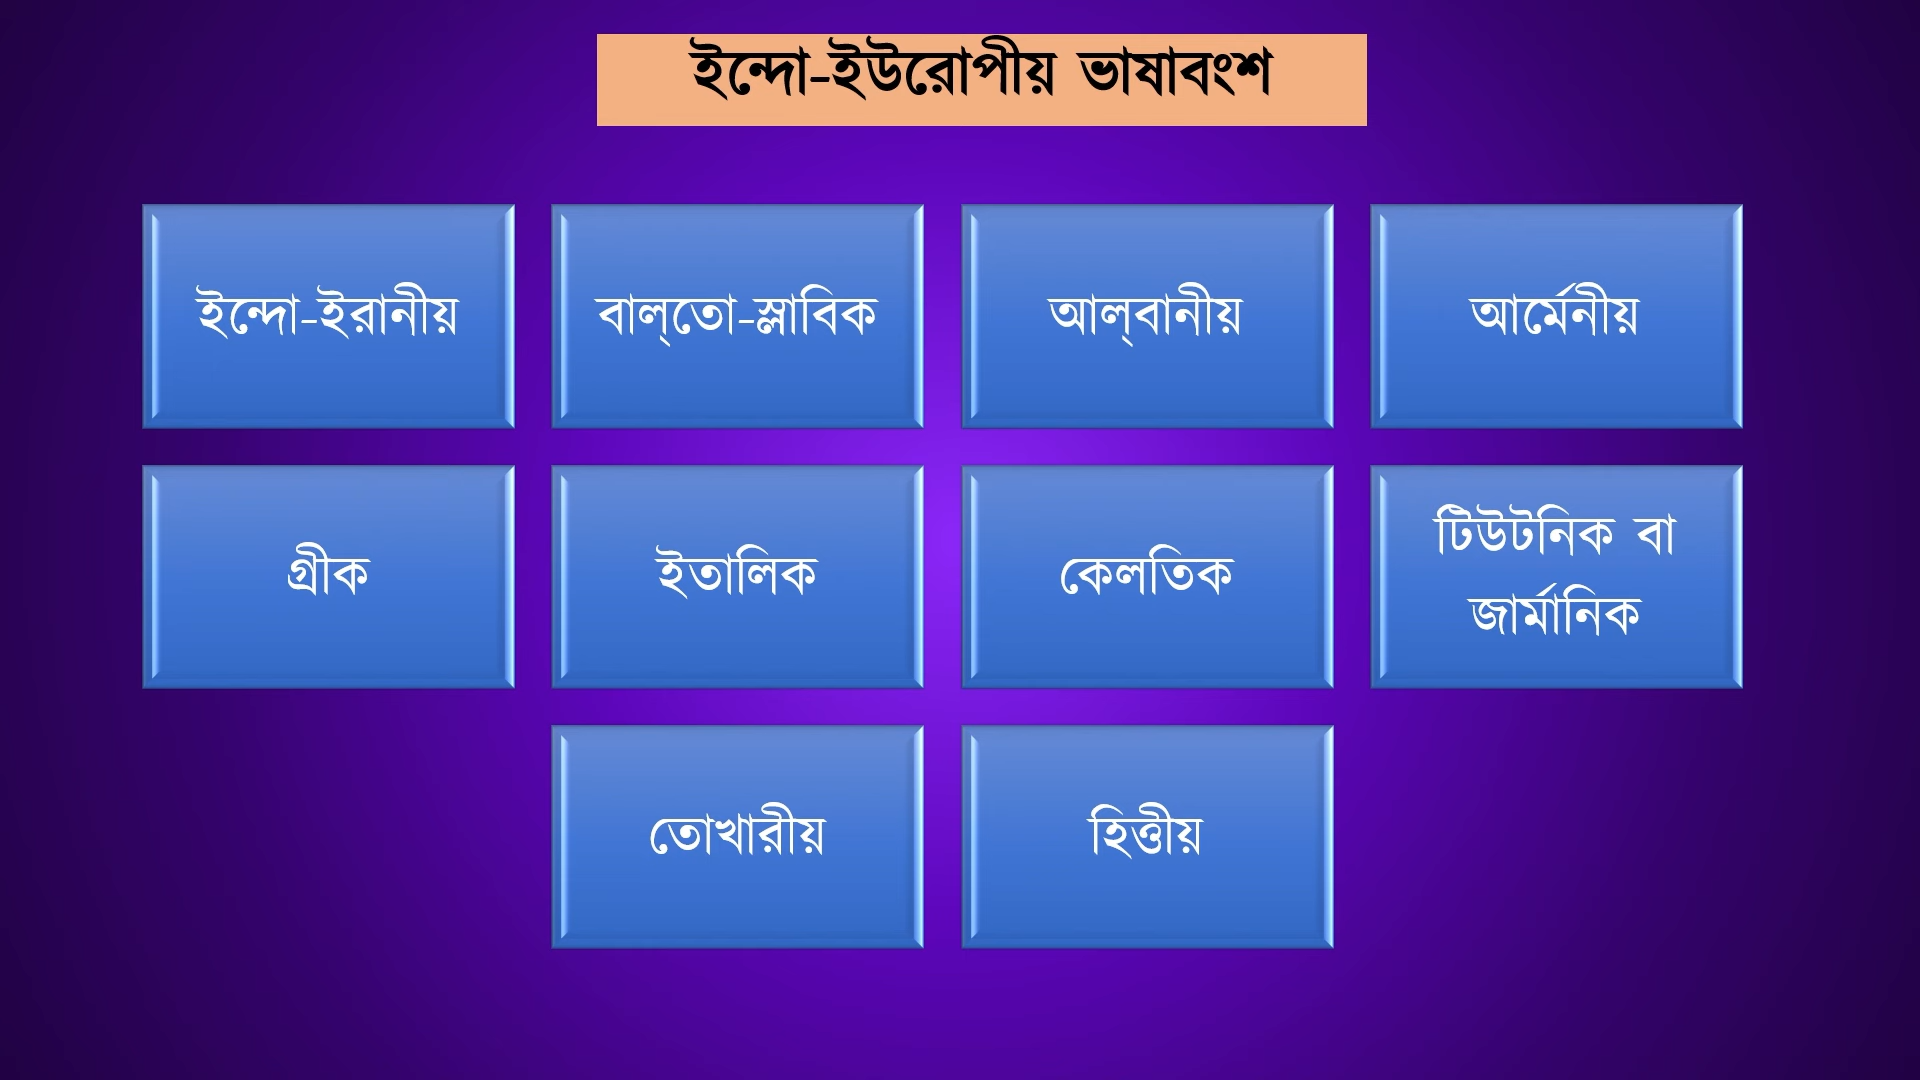 ইন্দো-ইউরোপীয় ভাষাবংশ
ইন্দো-ইরানীয়
বাল্‌তো-স্লাবিক
আল্‌বানীয়
আর্মেনীয়
গ্রীক
ইতালিক
কেলতিক
টিউটনিক বা
জার্মানিক
তোখারীয়
হিত্তীয়